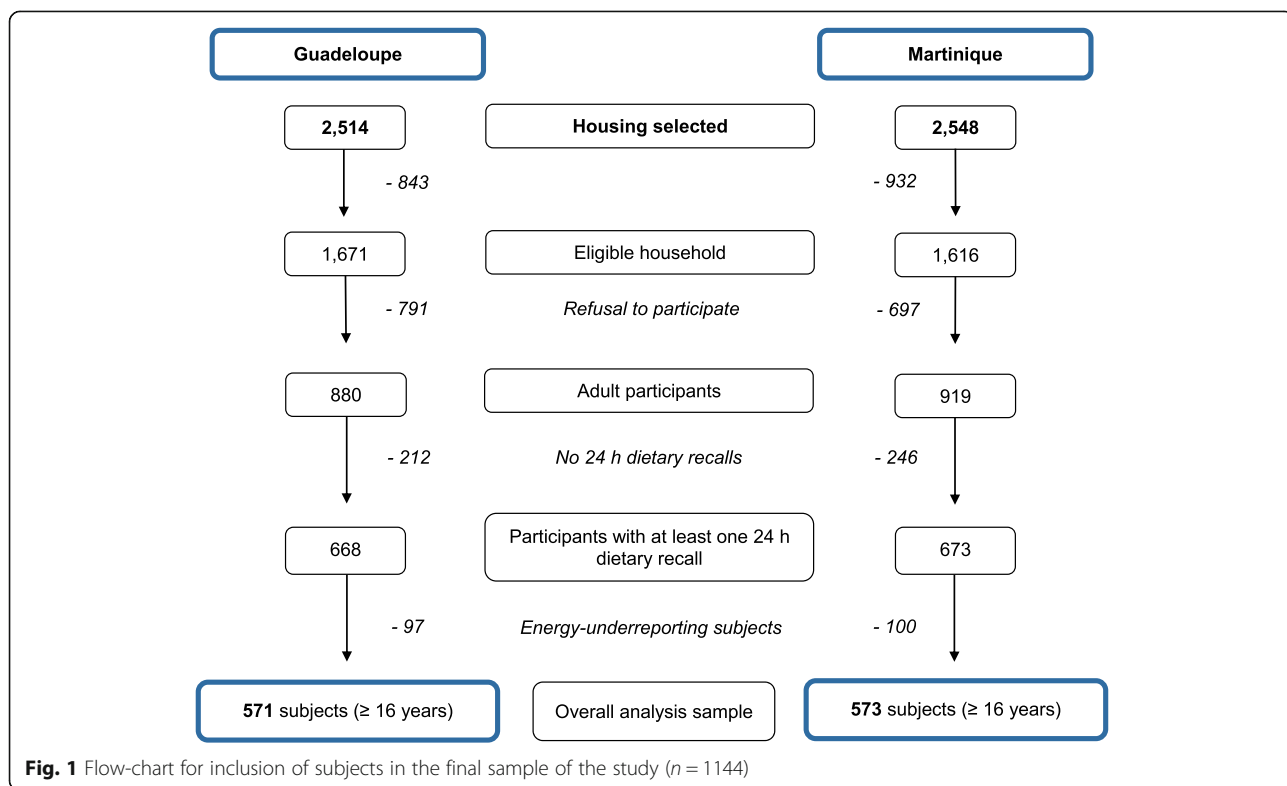 Guadeloupe
Martinique
2,514
Housing selected
2,548
- 843
- 932
1,671
Eligible household
1,616
- 791
Refusal to participate
- 697
880
Adult participants
919
- 212
No 24 h dietary recalls
- 246
668
Participants with at least one 24 h
dietary recall
673
- 97
Energy-underreporting subjects
- 100
571 subjects (≥ 16 years)
Overall analysis sample
573 subjects (≥ 16 years)
Fig. 1 Flow-chart for inclusion of subjects in the final sample of the study (n = 1144)